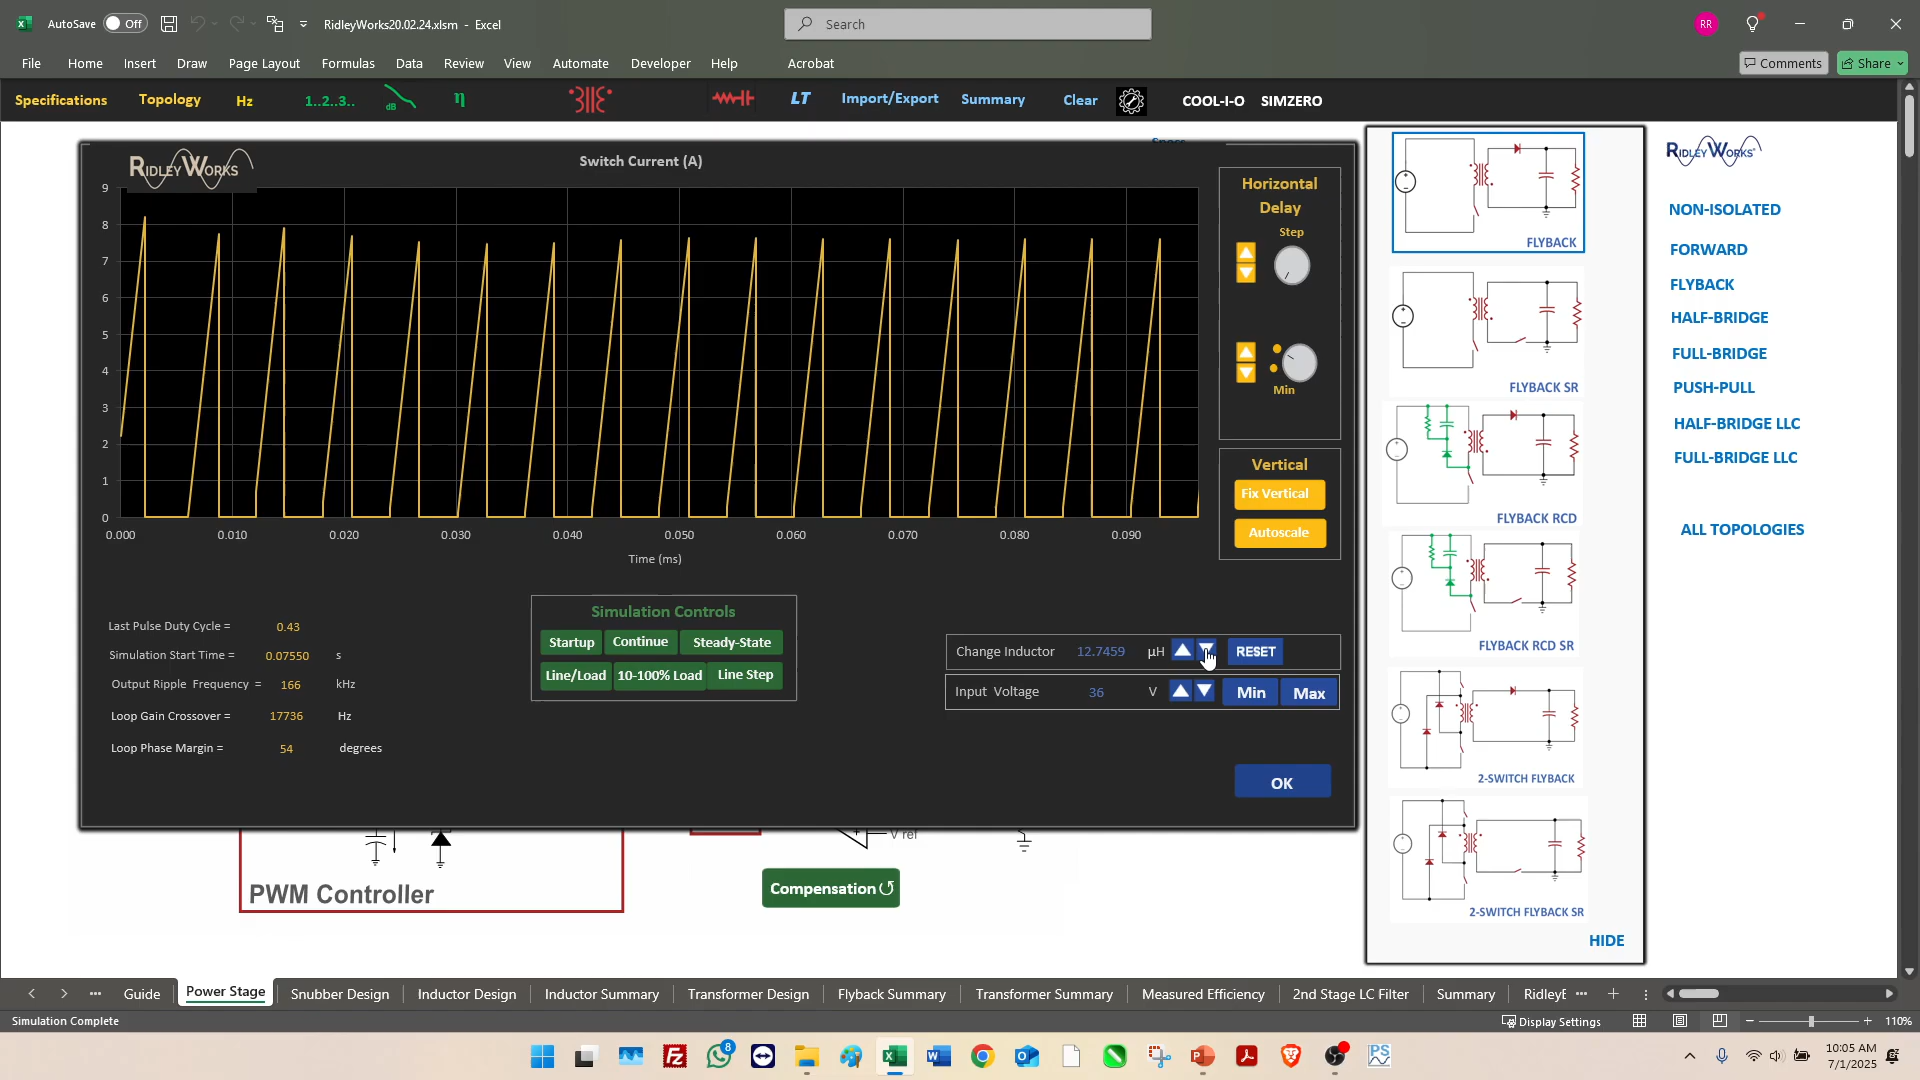 AutoSave Off RidleyWorks20.02.24.xlsm - Excel Search RR
File Home Insert Draw Page Layout Formulas Data Review View Automate Developer Help Acrobat Comments Share
Specifications Topology Hz 1..2..3.. dB η LT Import/Export Summary Clear COOL-I-O SIMZERO
RIDLEYWORKS
Switch Current (A)
9
8
7
6
5
4
3
2
1
0
0.000 0.010 0.020 0.030 0.040 0.050 0.060 0.070 0.080 0.090
Time (ms)
Horizontal
Delay
Step
Min
Vertical
Fix Vertical
Autoscale
Last Pulse Duty Cycle = 0.43
Simulation Start Time = 0.07550 s
Output Ripple Frequency = 166 kHz
Loop Gain Crossover = 17736 Hz
Loop Phase Margin = 54 degrees
Simulation Controls
Startup Continue Steady-State
Line/Load 10-100% Load Line Step
Change Inductor 12.7459 µH RESET
Input Voltage 36 V Min Max
OK
V ref
PWM Controller
Compensation
FLYBACK
FLYBACK SR
FLYBACK RCD
FLYBACK RCD SR
2-SWITCH FLYBACK
2-SWITCH FLYBACK SR
HIDE
RIDLEYWORKS
NON-ISOLATED
FORWARD
FLYBACK
HALF-BRIDGE
FULL-BRIDGE
PUSH-PULL
HALF-BRIDGE LLC
FULL-BRIDGE LLC
ALL TOPOLOGIES
Guide Power Stage Snubber Design Inductor Design Inductor Summary Transformer Design Flyback Summary Transformer Summary Measured Efficiency 2nd Stage LC Filter Summary
Simulation Complete Display Settings 110%
8 PS 10:05 AM
7/1/2025